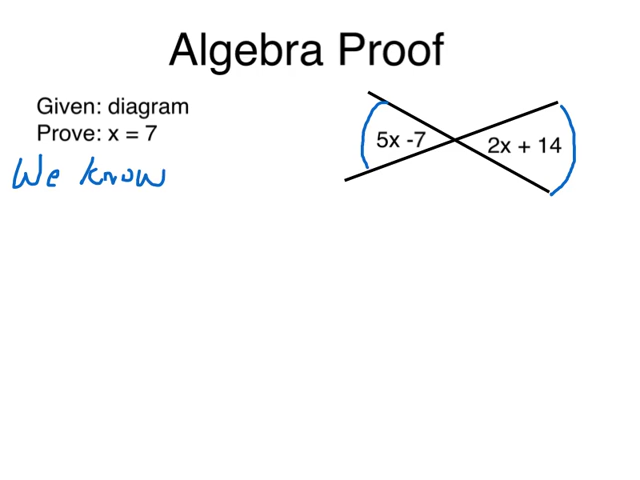 Algebra Proof
Given: diagram
Prove: x = 7
We know
5x -7
2x + 14